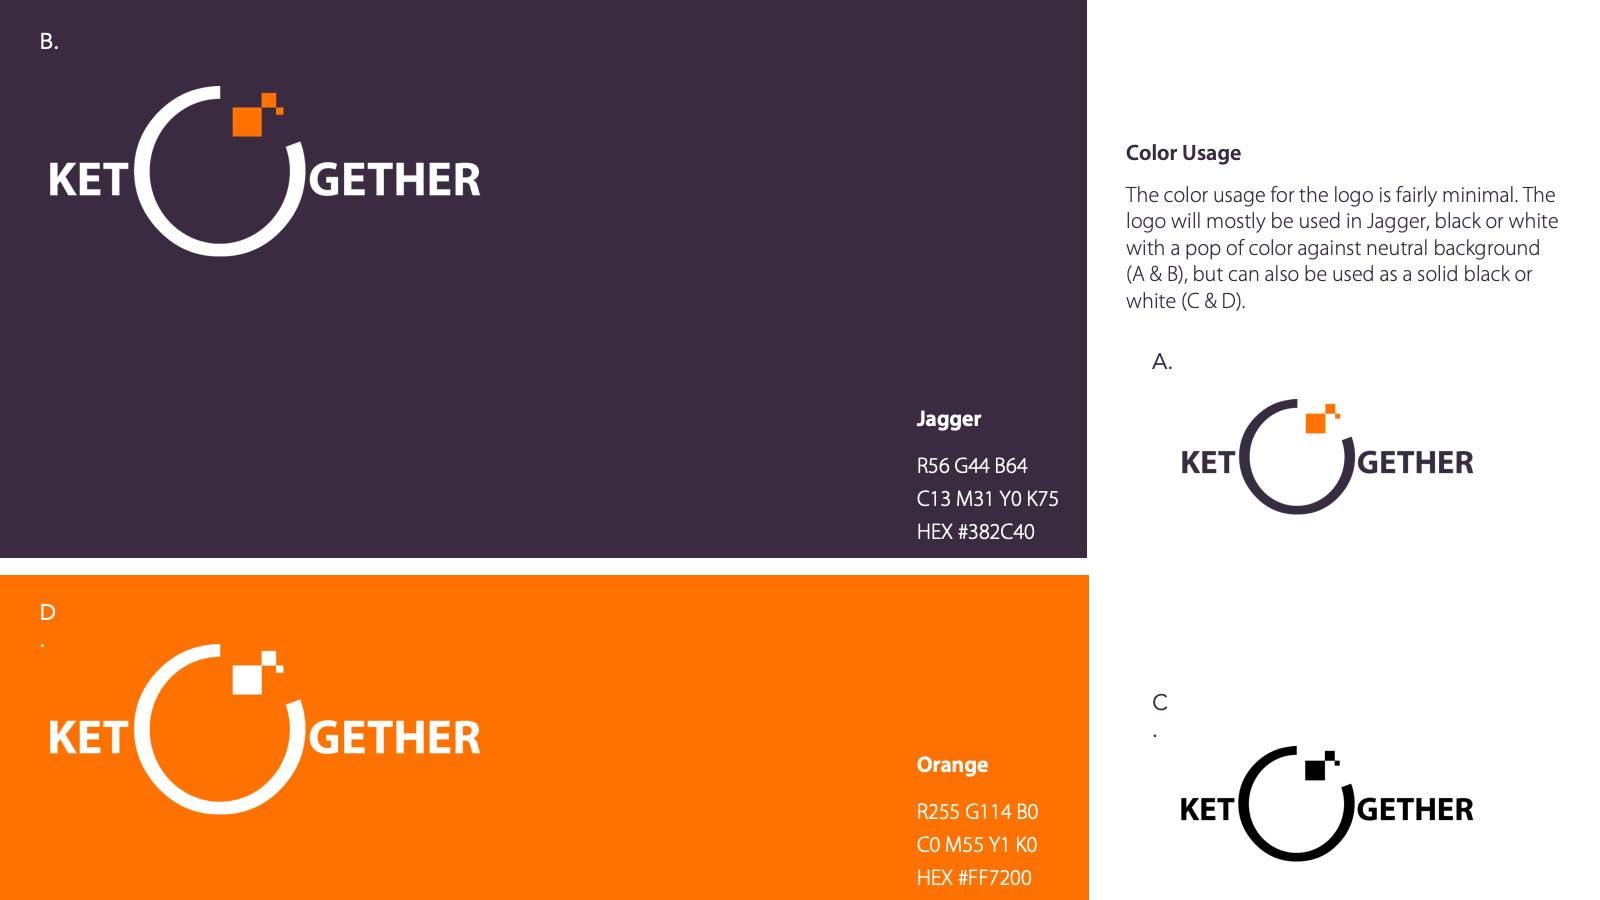 B.
KET GETHER
Jagger
R56 G44 B64
C13 M31 Y0 K75
HEX #382C40
D
.
KET GETHER
Orange
R255 G114 B0
C0 M55 Y1 K0
HEX #FF7200
Color Usage
The color usage for the logo is fairly minimal. The
logo will mostly be used in Jagger, black or white
with a pop of color against neutral background
(A & B), but can also be used as a solid black or
white (C & D).
A.
KET GETHER
C
.
KET GETHER